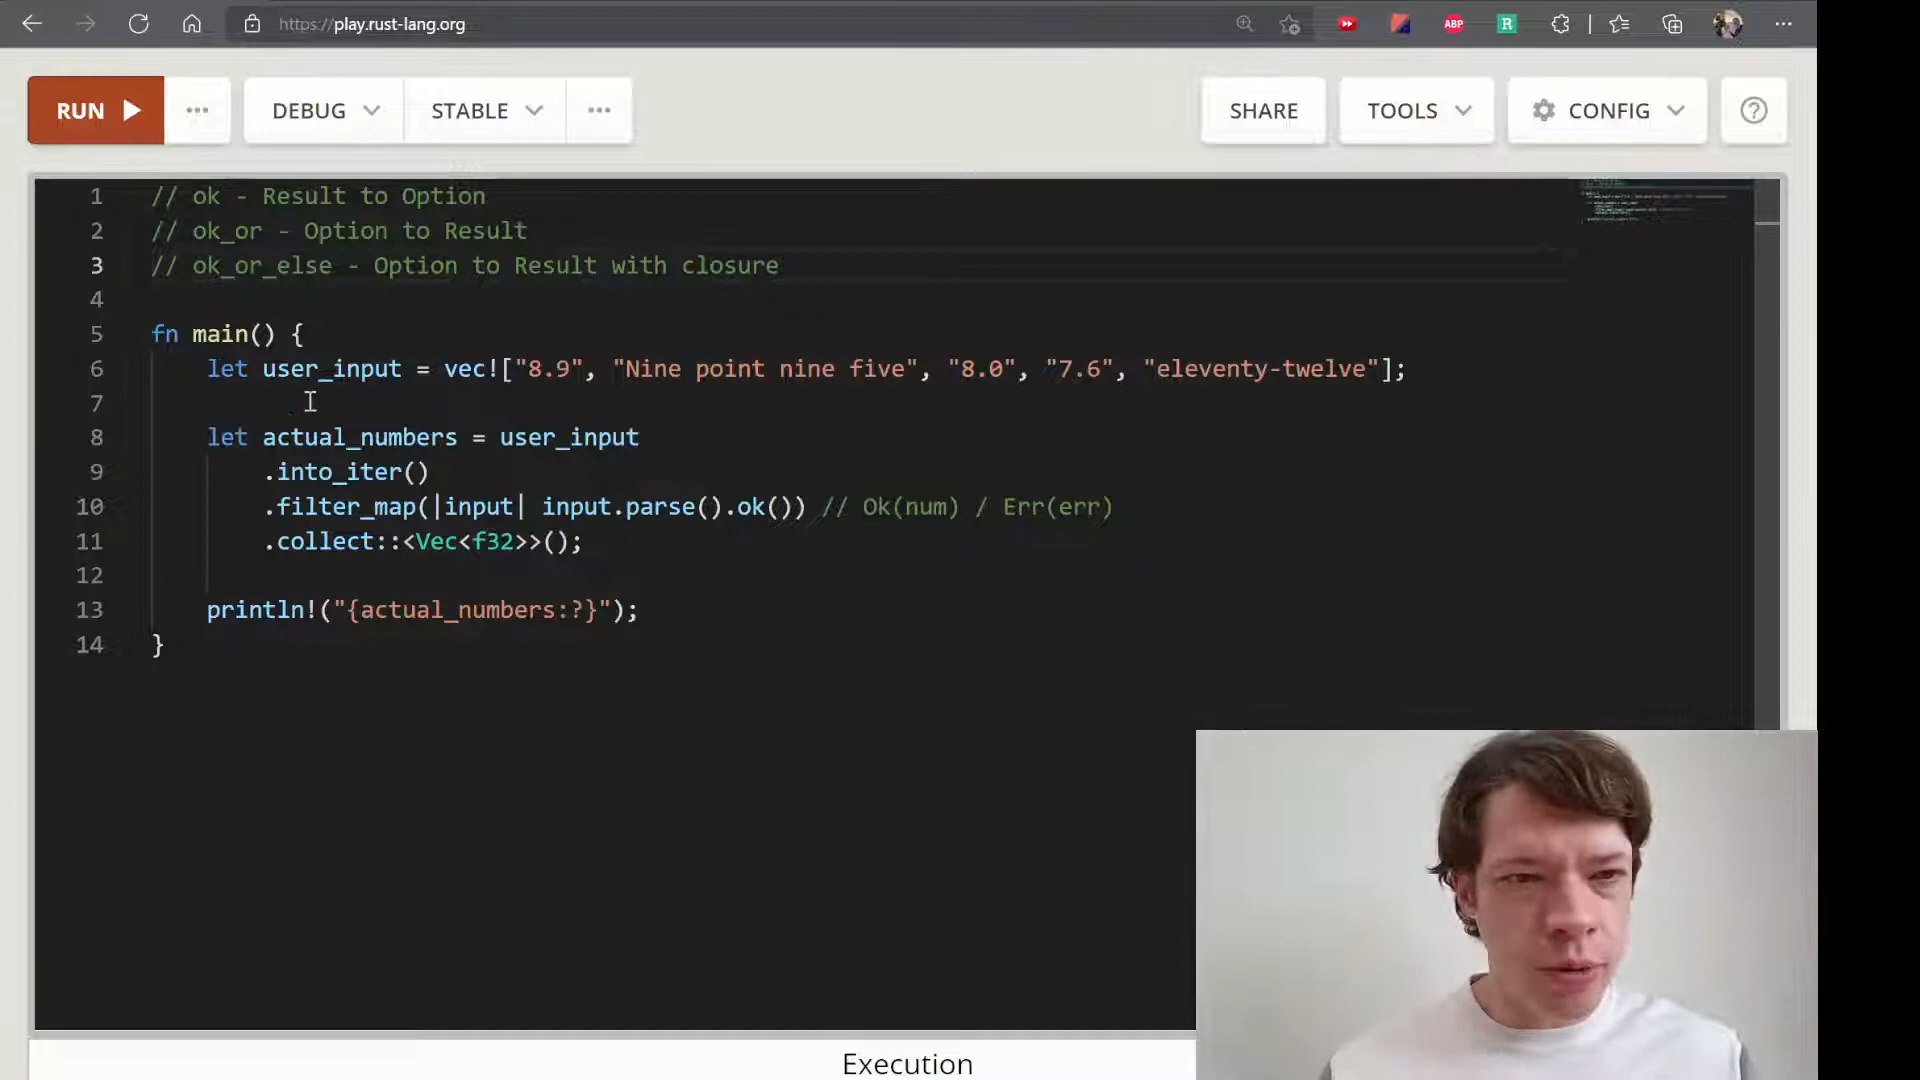 https://play.rust-lang.org
ABP
R
RUN
DEBUG
STABLE
SHARE
TOOLS
CONFIG
1 // ok - Result to Option
2 // ok_or - Option to Result
3 // ok_or_else - Option to Result with closure
4
5 fn main() {
6 let user_input = vec!["8.9", "Nine point nine five", "8.0", "7.6", "eleventy-twelve"];
7
8 let actual_numbers = user_input
9 .into_iter()
10 .filter_map(|input| input.parse().ok()) // Ok(num) / Err(err)
11 .collect::<Vec<f32>>();
12
13 println!("{actual_numbers:?}");
14 }
Execution